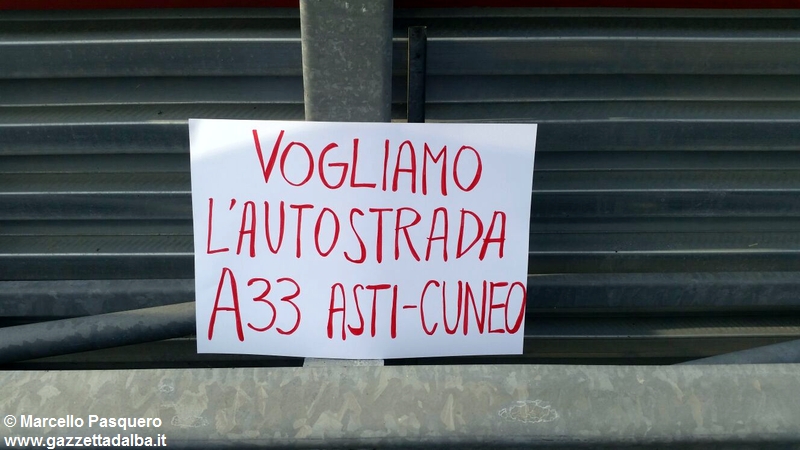 VOGLIAMO
L'AUTOSTRADA
A33 ASTI-CUNEO
© Marcello Pasquero
www.gazzettadalba.it